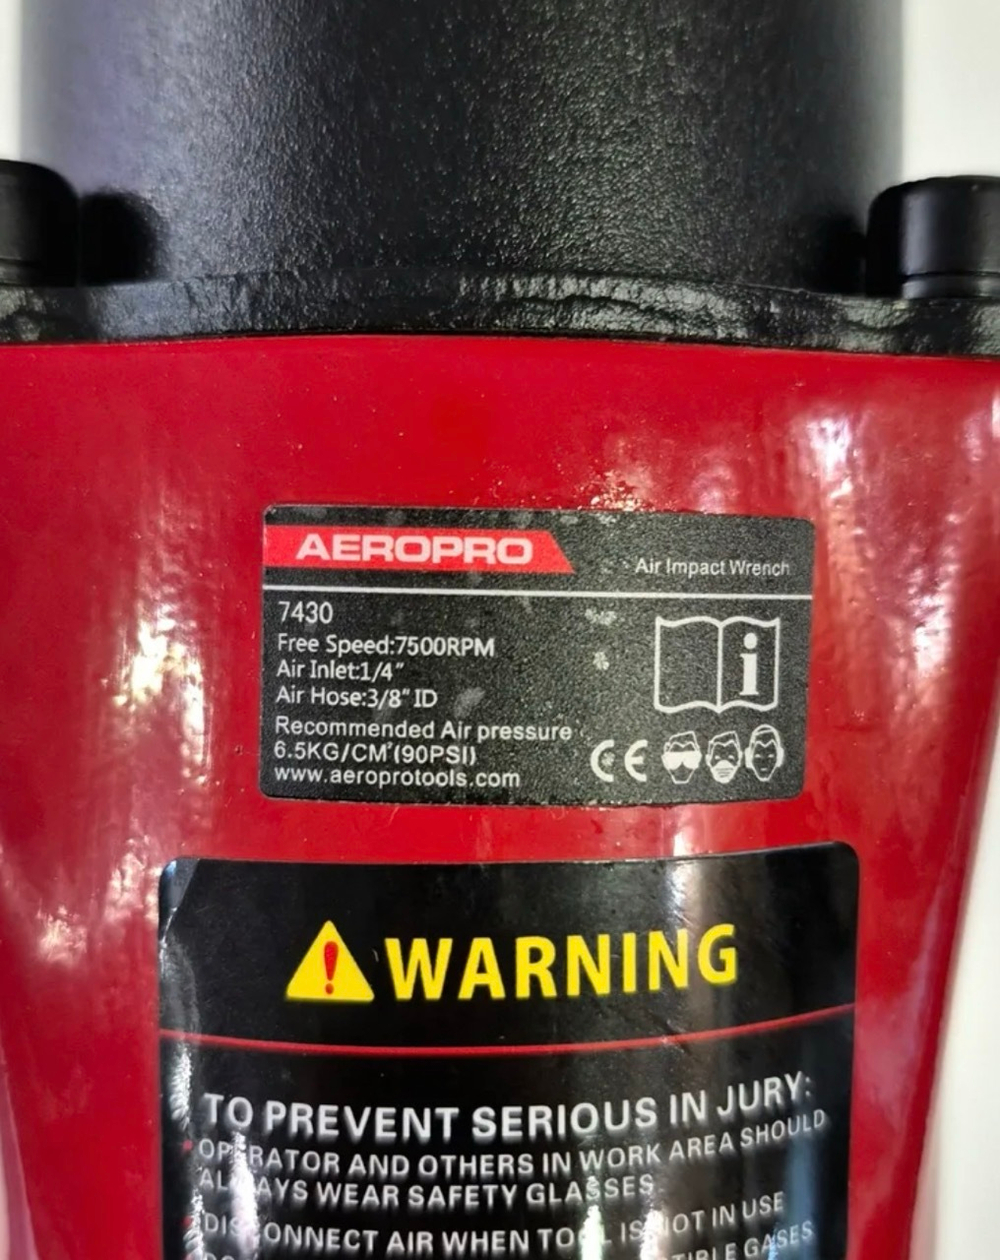 AEROPRO
Air Impact Wrench
7430
Free Speed:7500RPM
Air Inlet:1/4"
Air Hose:3/8" ID
Recommended Air pressure
6.5KG/CM²(90PSI)
www.aeroprotools.com
i
CE
! WARNING
TO PREVENT SERIOUS IN JURY:
OPERATOR AND OTHERS IN WORK AREA SHOULD
ALWAYS WEAR SAFETY GLASSES
DISCONNECT AIR WHEN TOOL IS NOT IN USE
GASES